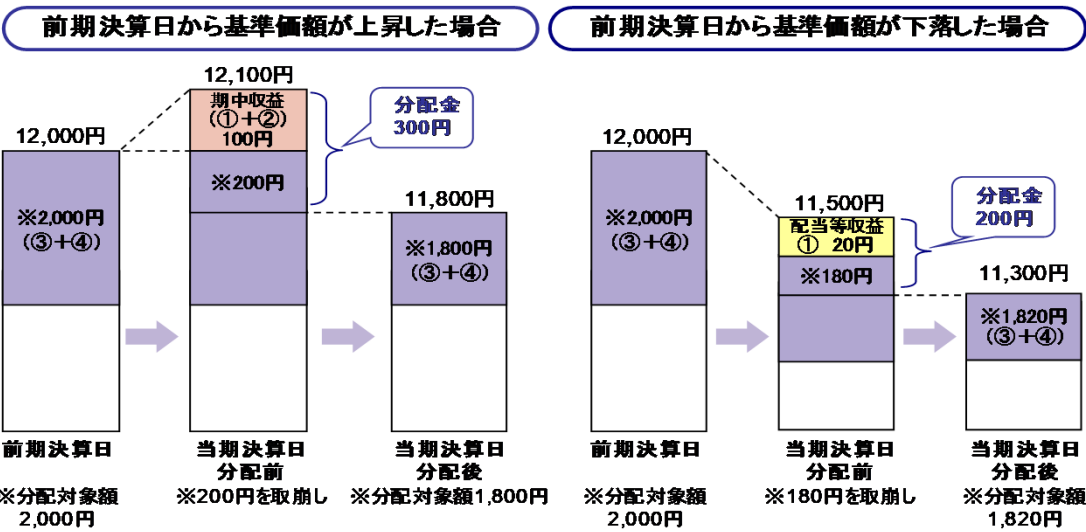 前期決算日から基準価額が上昇した場合
12,100円
期中収益
(①+②)
100円
分配金
300円
12,000円
※200円
11,800円
※2,000円
(③+④)
※1,800円
(③+④)
前期決算日
当期決算日
分配前
当期決算日
分配後
※分配対象額
2,000円
※200円を取崩し
※分配対象額1,800円
前期決算日から基準価額が下落した場合
12,000円
11,500円
配当等収益
① 20円
分配金
200円
※2,000円
(③+④)
※180円
11,300円
※1,820円
(③+④)
前期決算日
当期決算日
分配前
当期決算日
分配後
※分配対象額
2,000円
※180円を取崩し
※分配対象額
1,820円